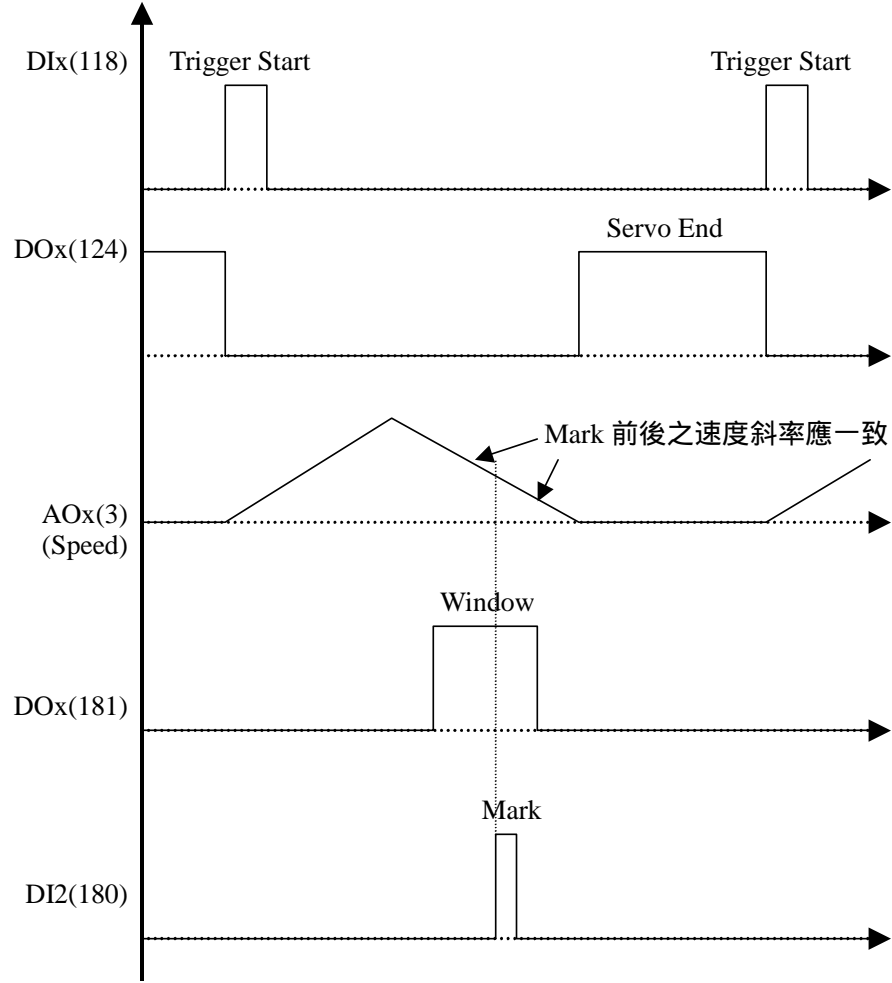 DIx(118)
Trigger Start
Trigger Start
DOx(124)
Servo End
Mark 前後之速度斜率應一致
AOx(3)
(Speed)
Window
DOx(181)
Mark
DI2(180)